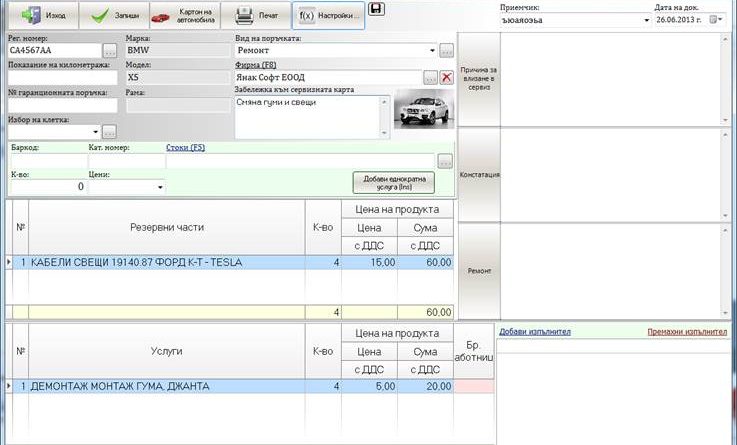 Изход
Запиши
Картон на автомобила
Печат
f(x) Настройки...
Приемчик:
Дата на док.
26.06.2013 г.
Рег. номер:
Марка:
Вид на поръчката:
CA4567AA
BMW
Ремонт
Показание на километража:
Модел:
Фирма (F8)
X5
Янак Софт ЕООД
№ гаранционната поръчка:
Рама:
Забележка към сервизната карта
Смяна гуми и свещи
Избор на клетка:
Причина за влизане в сервиз
Констатация
Ремонт
Баркод:
Кат. номер:
Стоки (F5)
К-во:
Цени:
0
Добави еднократна услуга (Ins)
№
Резервни части
К-во
Цена на продукта
Цена
Сума
с ДДС
с ДДС
1 КАБЕЛИ СВЕЩИ 19140.87 ФОРД К-Т - TESLA 4 15,00 60,00
4 60,00
№
Услуги
К-во
Цена на продукта
Цена
Сума
с ДДС
с ДДС
Бр.
аботниц
Добави изпълнител
Премахни изпълнител
1 ДЕМОНТАЖ МОНТАЖ ГУМА, ДЖАНТА 4 5,00 20,00